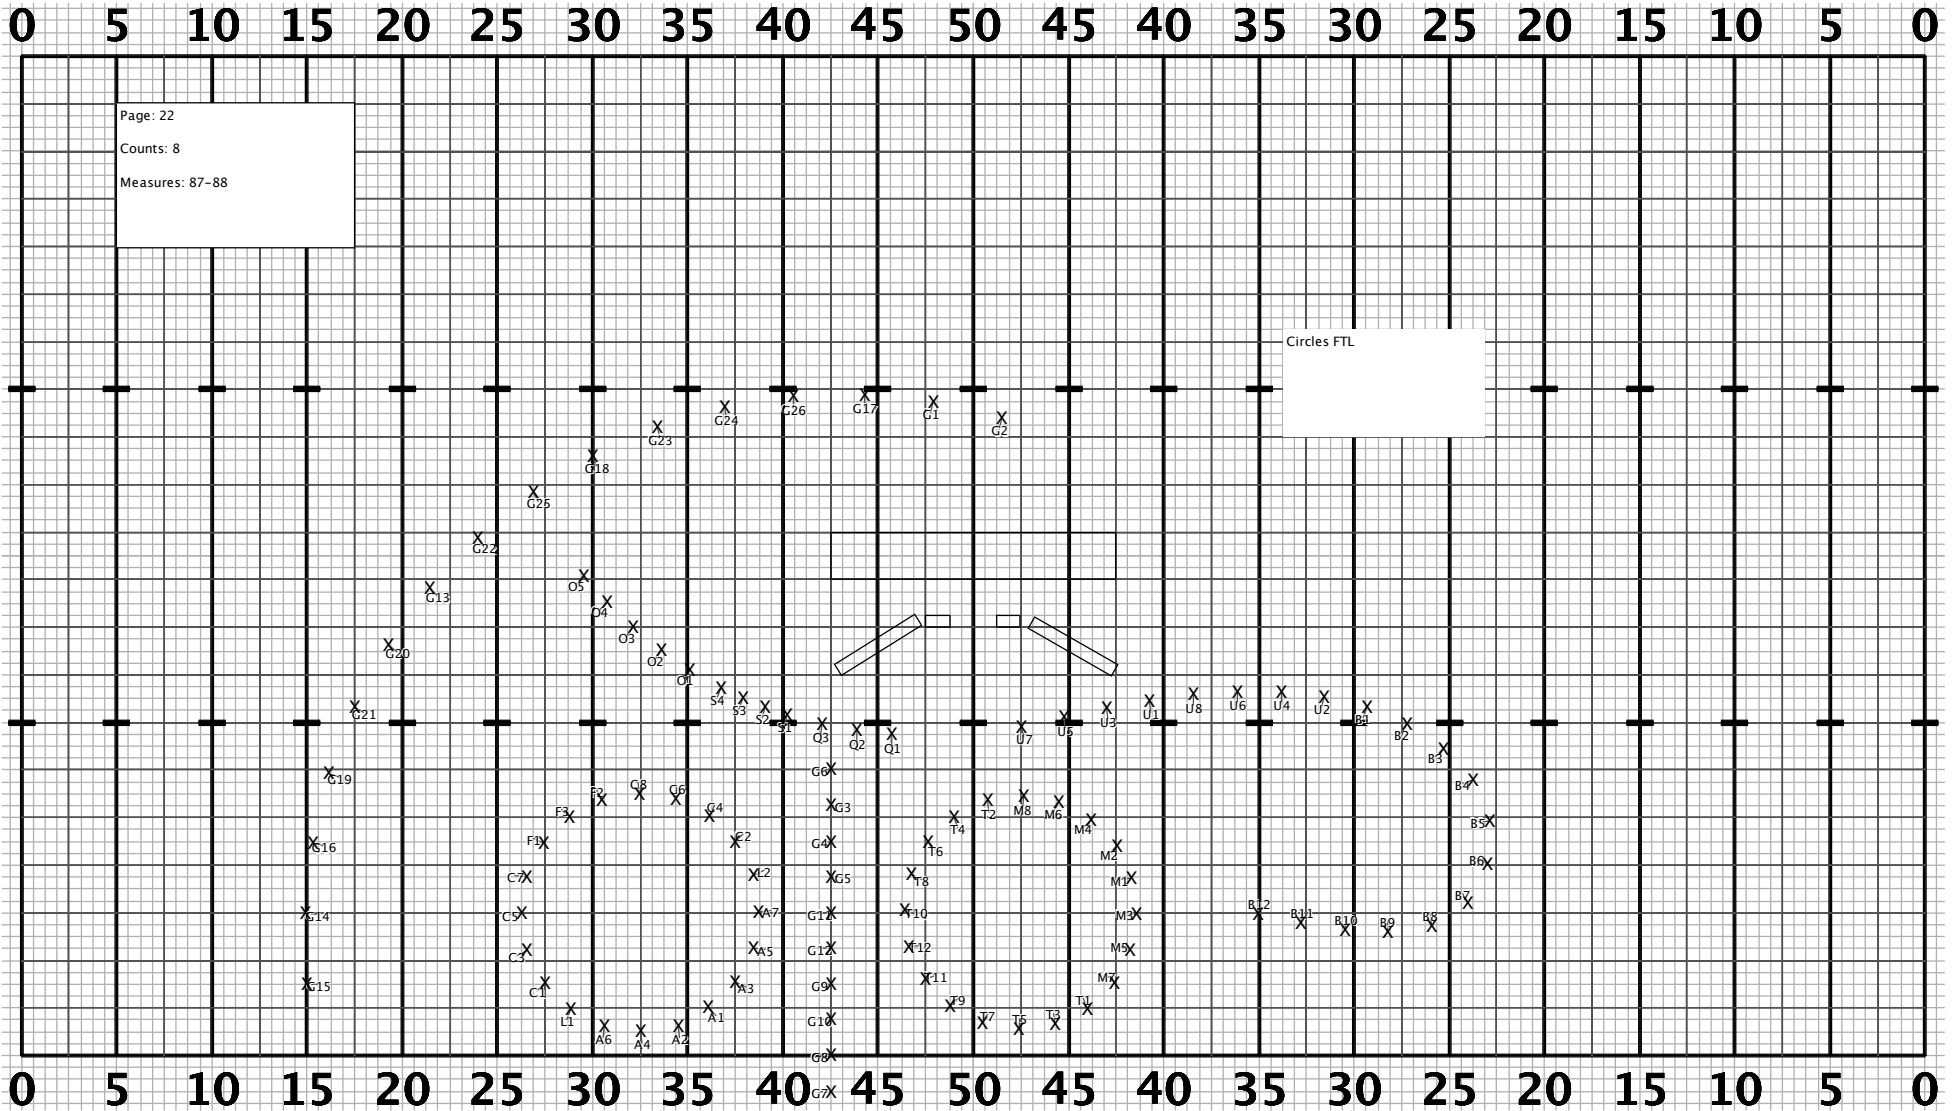 0 5 10 15 20 25 30 35 40 45 50 45 40 35 30 25 20 15 10 5 0
Page: 22
Counts: 8
Measures: 87-88
Circles FTL
G26 G17 G1
G24 G2
G23
G18
G25
G22
O5
G13
O4
O3
G20 O2
O1
S4 U8 U6 U4 U2
G21 S3 S2 U3 U1 B1
S1 Q3 Q2 Q1 U7 U5 B2
B3
G6
G19 C8 C6 B4
F2 C4 G3 T2 M8 M6
F3 T4 M4 B5
G16 F1 C2 G4 T6 M2
B6
C7 L2 G5 T8 M1
B7
G14 C5 A7 G11 T10 M3 B12 B11 B10 B9 B8
C3 A5 G12 T12 M5
G15 C1 A3 G9 T11 M7
L1 A1 G10 T9 T7 T5 T3 T1
A6 A4 A2
G8
G7
0 5 10 15 20 25 30 35 40 45 50 45 40 35 30 25 20 15 10 5 0